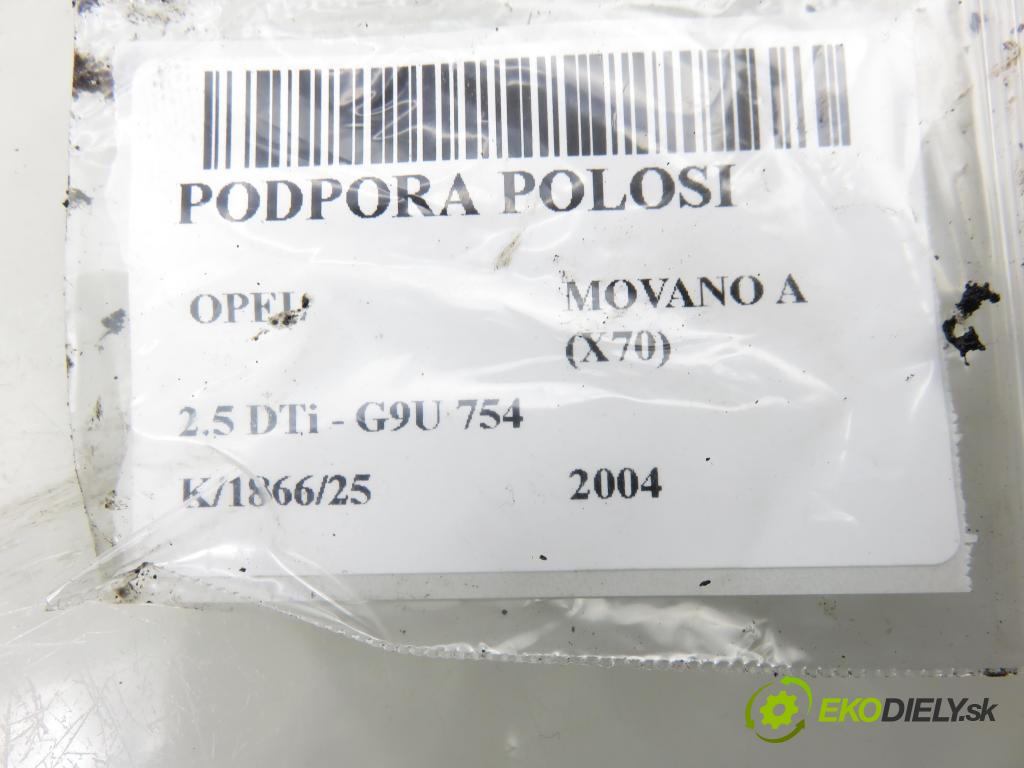 PODPORA POLOSI
OPEL MOVANO A
(X70)
2.5 DTi - G9U 754
K/1866/25 2004
EKODIELY.sk